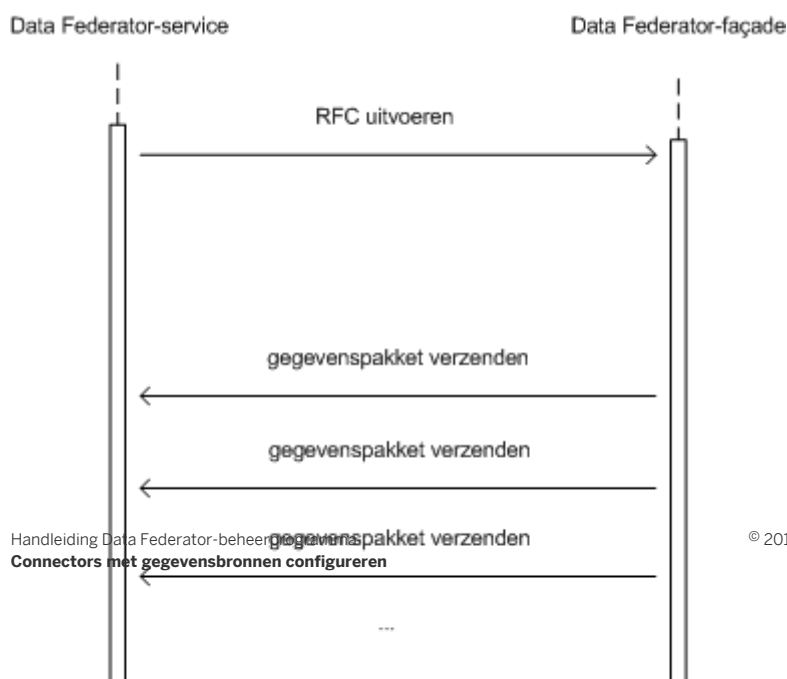 Data Federator-service
Data Federator-façade
RFC uitvoeren
gegevenspakket verzenden
gegevenspakket verzenden
gegevenspakket verzenden
Handleiding Data Federator-beheerprogramma
© 201
Connectors met gegevensbronnen configureren
...